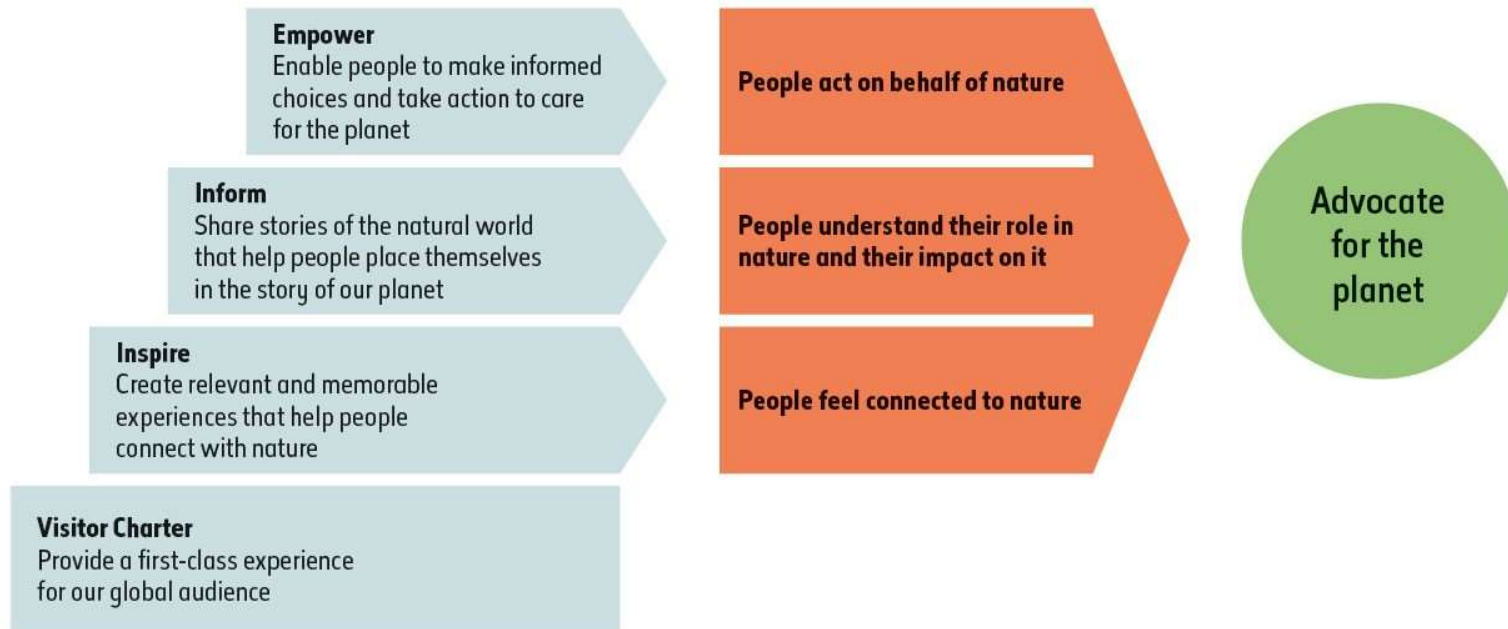 Empower
Enable people to make informed
choices and take action to care
for the planet
People act on behalf of nature
Inform
Share stories of the natural world
that help people place themselves
in the story of our planet
People understand their role in
nature and their impact on it
Inspire
Create relevant and memorable
experiences that help people
connect with nature
People feel connected to nature
Visitor Charter
Provide a first-class experience
for our global audience
Advocate
for the
planet